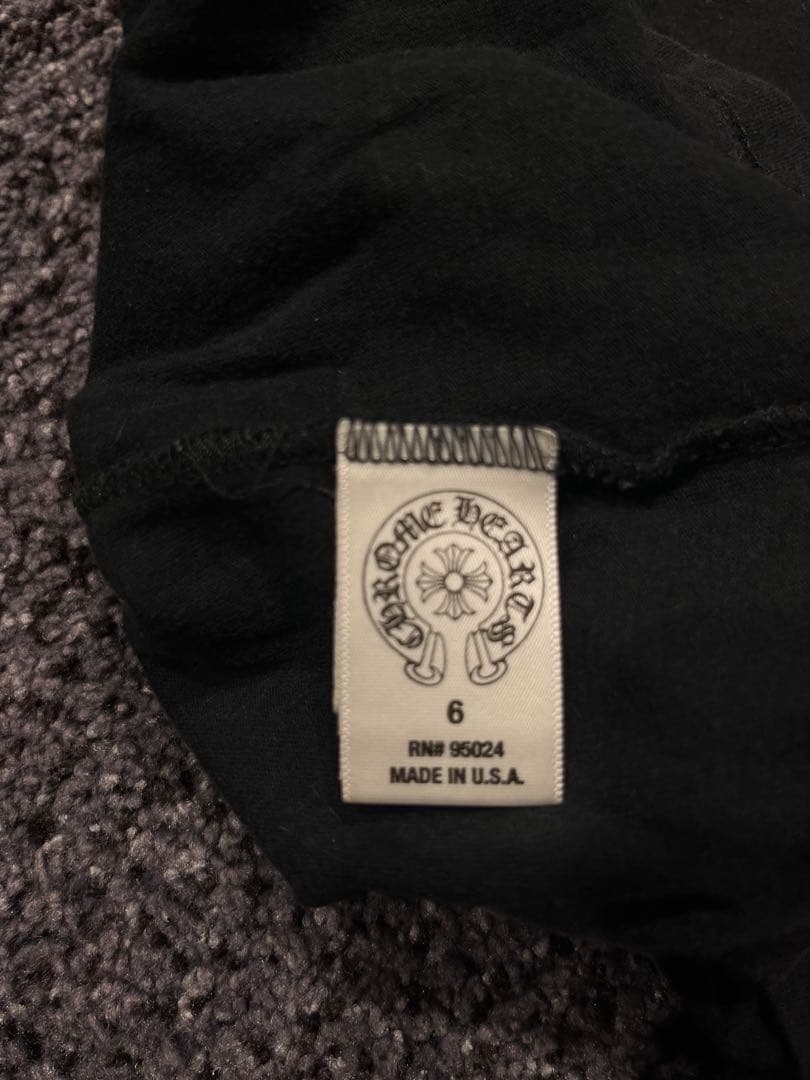 CHROME HEARTS
6
RN# 95024
MADE IN U.S.A.